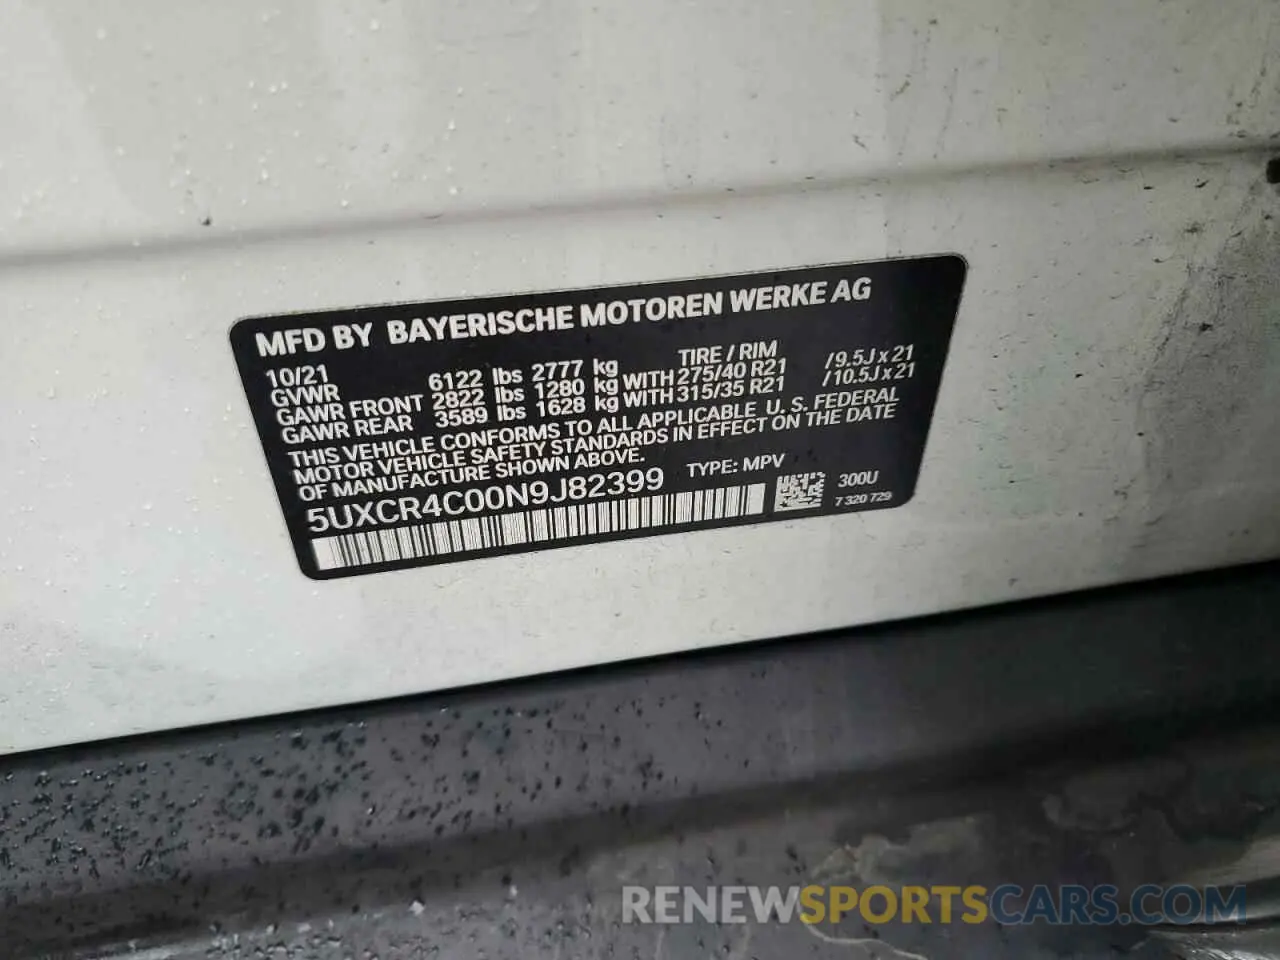 MFD BY BAYERISCHE MOTOREN WERKE AG
10/21 TIRE / RIM
GVWR 6122 lbs 2777 kg
GAWR FRONT 2822 lbs 1280 kg WITH 275/40 R21 /9.5J x 21
GAWR REAR 3589 lbs 1628 kg WITH 315/35 R21 /10.5J x 21
THIS VEHICLE CONFORMS TO ALL APPLICABLE U. S. FEDERAL
MOTOR VEHICLE SAFETY STANDARDS IN EFFECT ON THE DATE
OF MANUFACTURE SHOWN ABOVE.
5UXCR4C00N9J82399 TYPE: MPV
300U
7 320 729
RENEWSPORTSCARS.COM